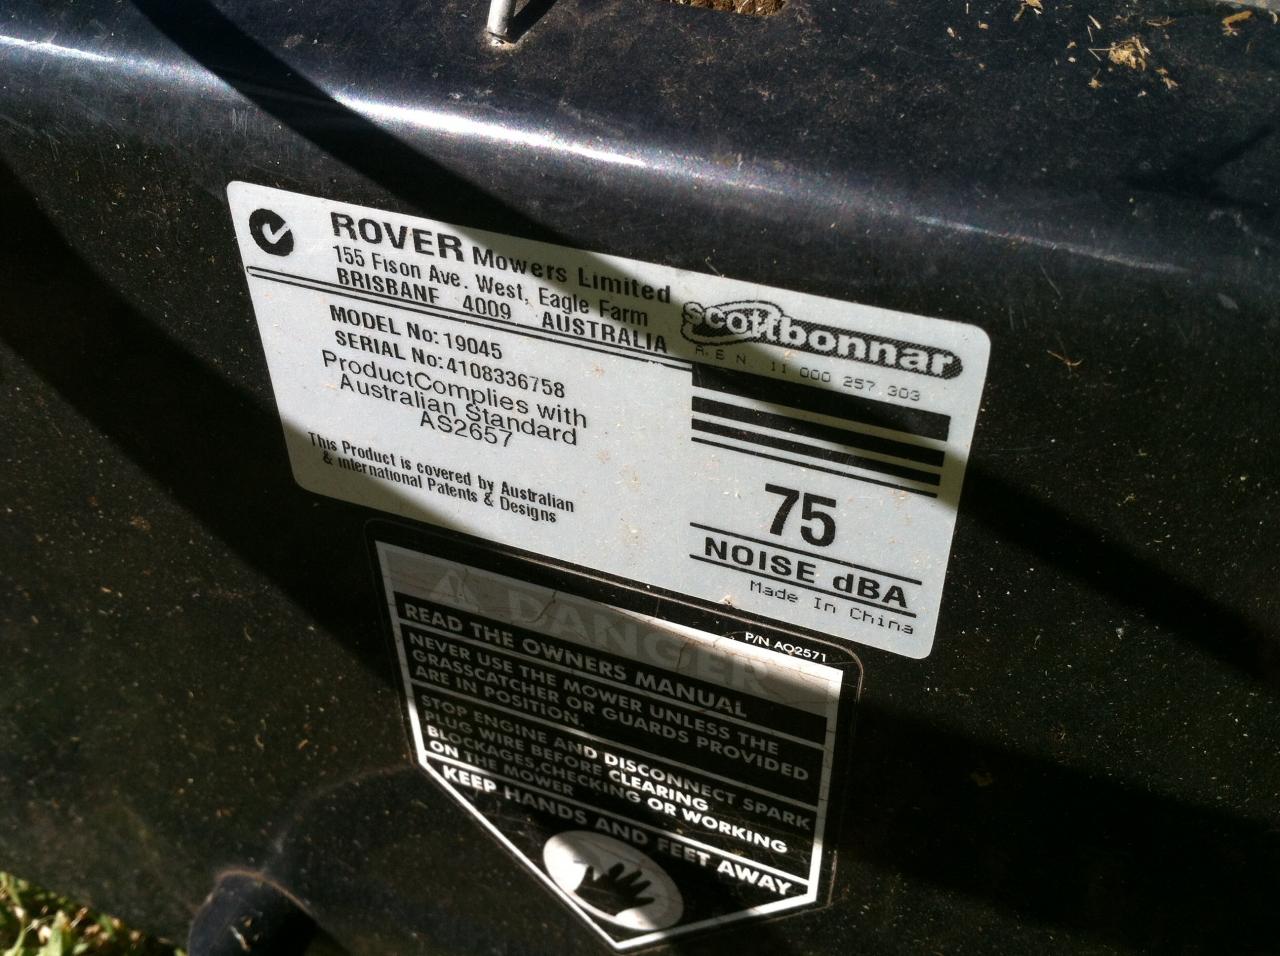 ROVER Mowers Limited
155 Fison Ave. West, Eagle Farm
BRISBANE 4009 AUSTRALIA
scottbonnar
A.B.N. 11 000 257 303
MODEL No: 19045
SERIAL No: 4108336758
ProductComplies with
Australian Standard
AS2657
This Product is covered by Australian
& international Patents & Designs
75
NOISE dBA
Made In China
P/N AQ2571
DANGER
READ THE OWNERS MANUAL
NEVER USE THE MOWER UNLESS THE
GRASSCATCHER OR GUARDS PROVIDED
ARE IN POSITION.
STOP ENGINE AND DISCONNECT SPARK
PLUG WIRE BEFORE CLEARING
BLOCKAGES,CHECKING OR WORKING
ON THE MOWER
KEEP HANDS AND FEET AWAY